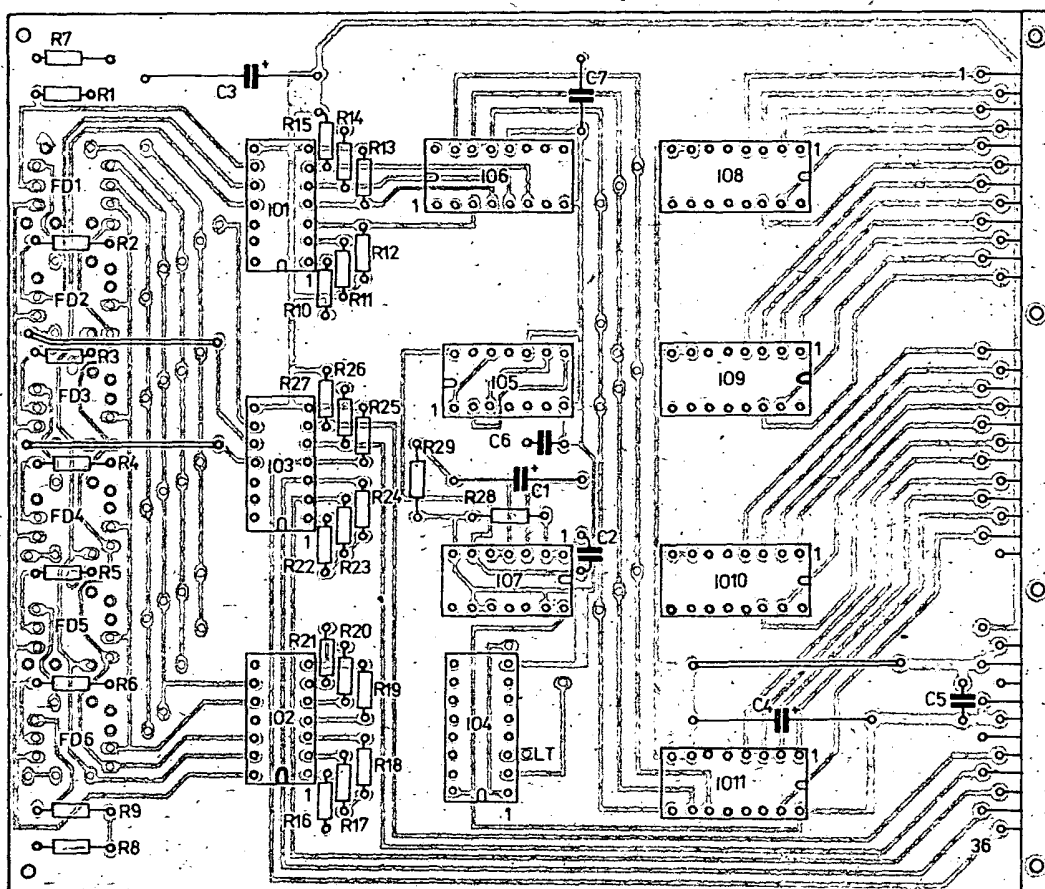 R7
R1
C3
+
C7
1
R15
R14
R13
FD1
IO1
IO6
1
IO8
1
R2
R12
R11
R10
1
FD2
R3
FD3
R27
R26
R25
IO5
1
IO9
1
R4
IO3
R29
C6
+
C1
R24
R28
FD4
R5
R22
R23
1
1
C2
IO7
IO10
1
FD5
R21
R20
R19
R6
IO2
IO4
C4
+
C5
FD6
LT
R18
IO11
1
R9
R16
R17
1
1
R8
36